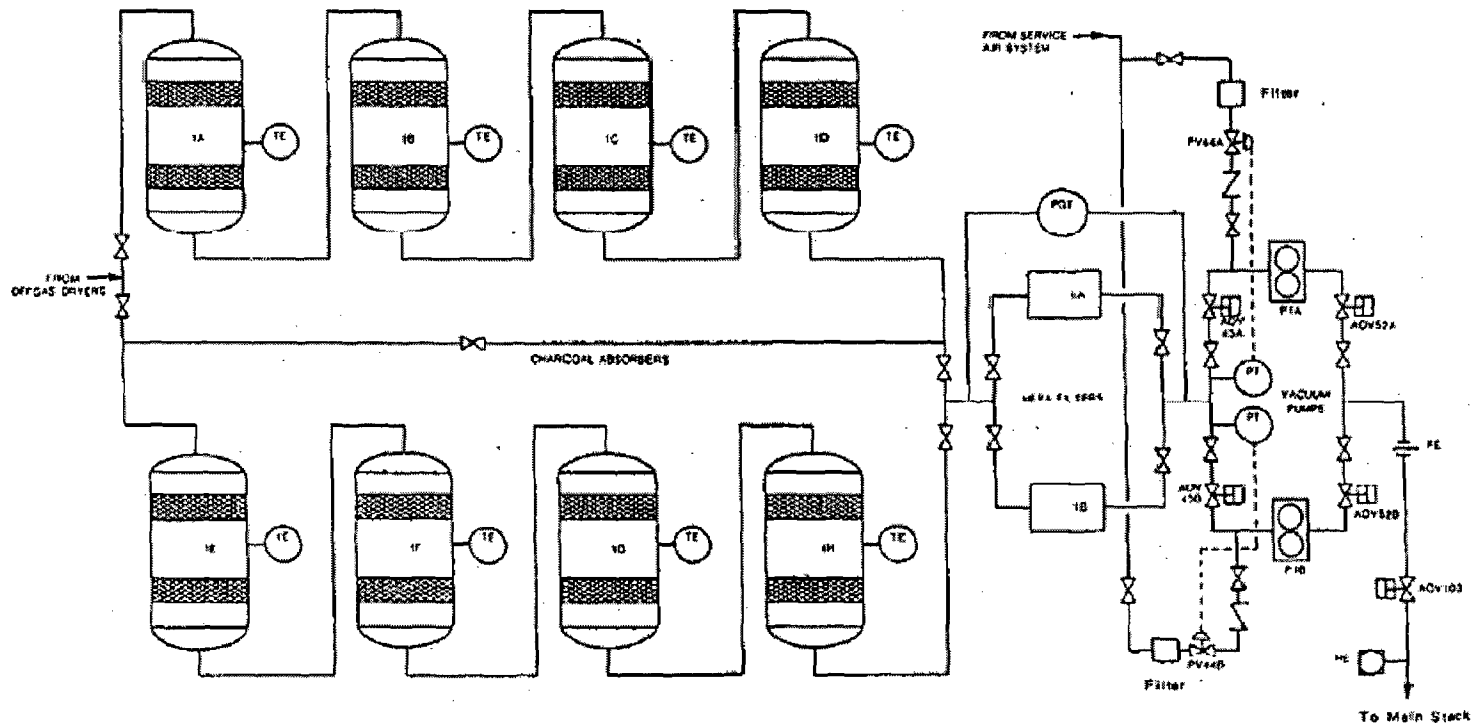 FROM SERVICE
AIR SYSTEM
Filter
1A
TE
1B
TE
1C
TE
1D
TE
PV44A
FROM
OFFGAS DRYERS
PDT
P1A
AOV52A
CHARCOAL ABSORBERS
PT
VACUUM
PUMPS
PT
FE
1E
TE
1F
TE
TE
1H
TE
1B
AOV52B
P1B
AOV103
PV44B
Filter
To Main Stack